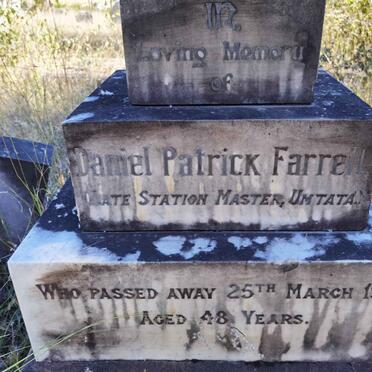 In
Loving Memory
of
Daniel Patrick Farrell
(Late Station Master, Umtata.)
Who passed away 25th March 1
Aged 48 Years.